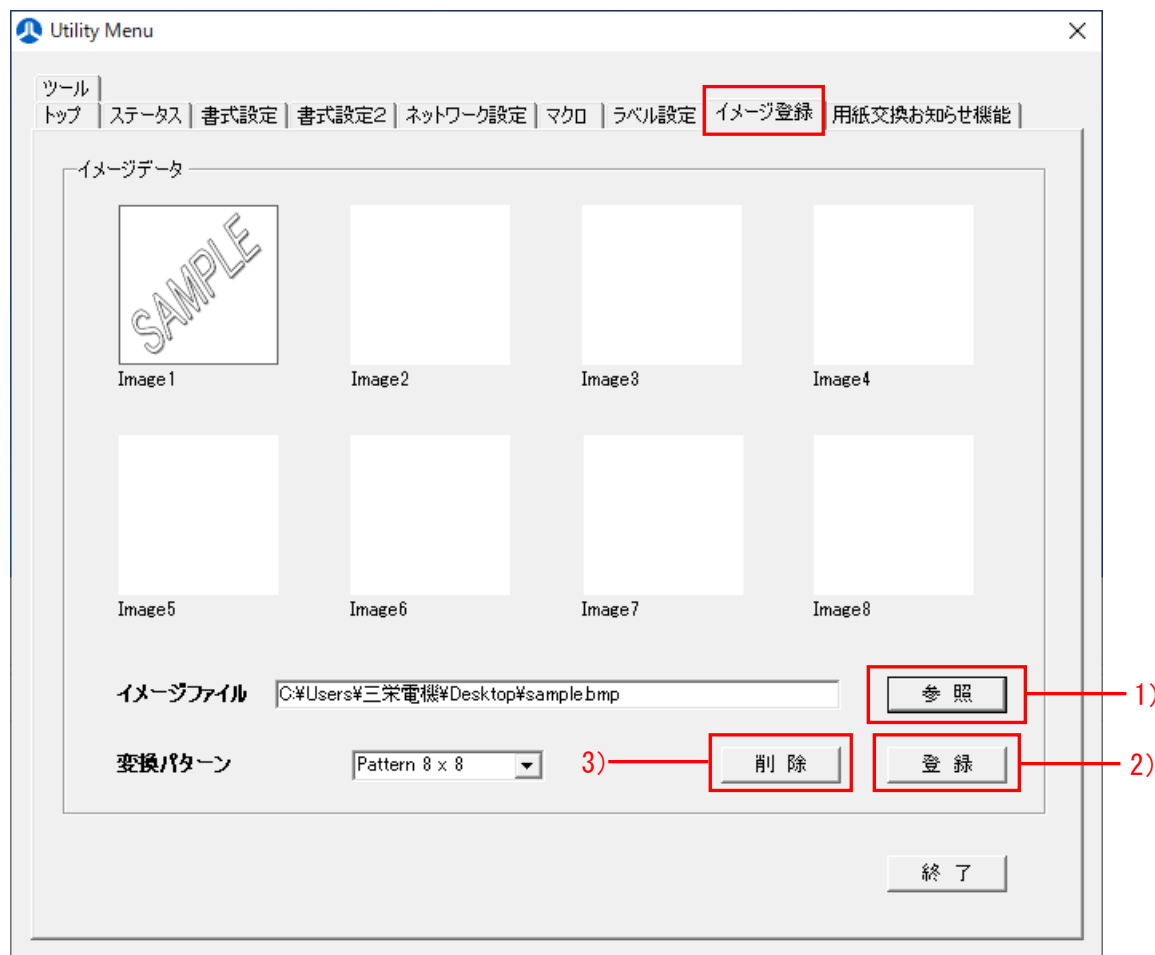 Utility Menu
ツール
トップ ステータス 書式設定 書式設定2 ネットワーク設定 マクロ ラベル設定 イメージ登録 用紙交換お知らせ機能
イメージデータ
SAMPLE
Image1 Image2 Image3 Image4
Image5 Image6 Image7 Image8
イメージファイル C:¥Users¥三栄電機¥Desktop¥sample.bmp 参 照 1)
変換パターン Pattern 8 x 8 3) 削 除 登 録 2)
終 了